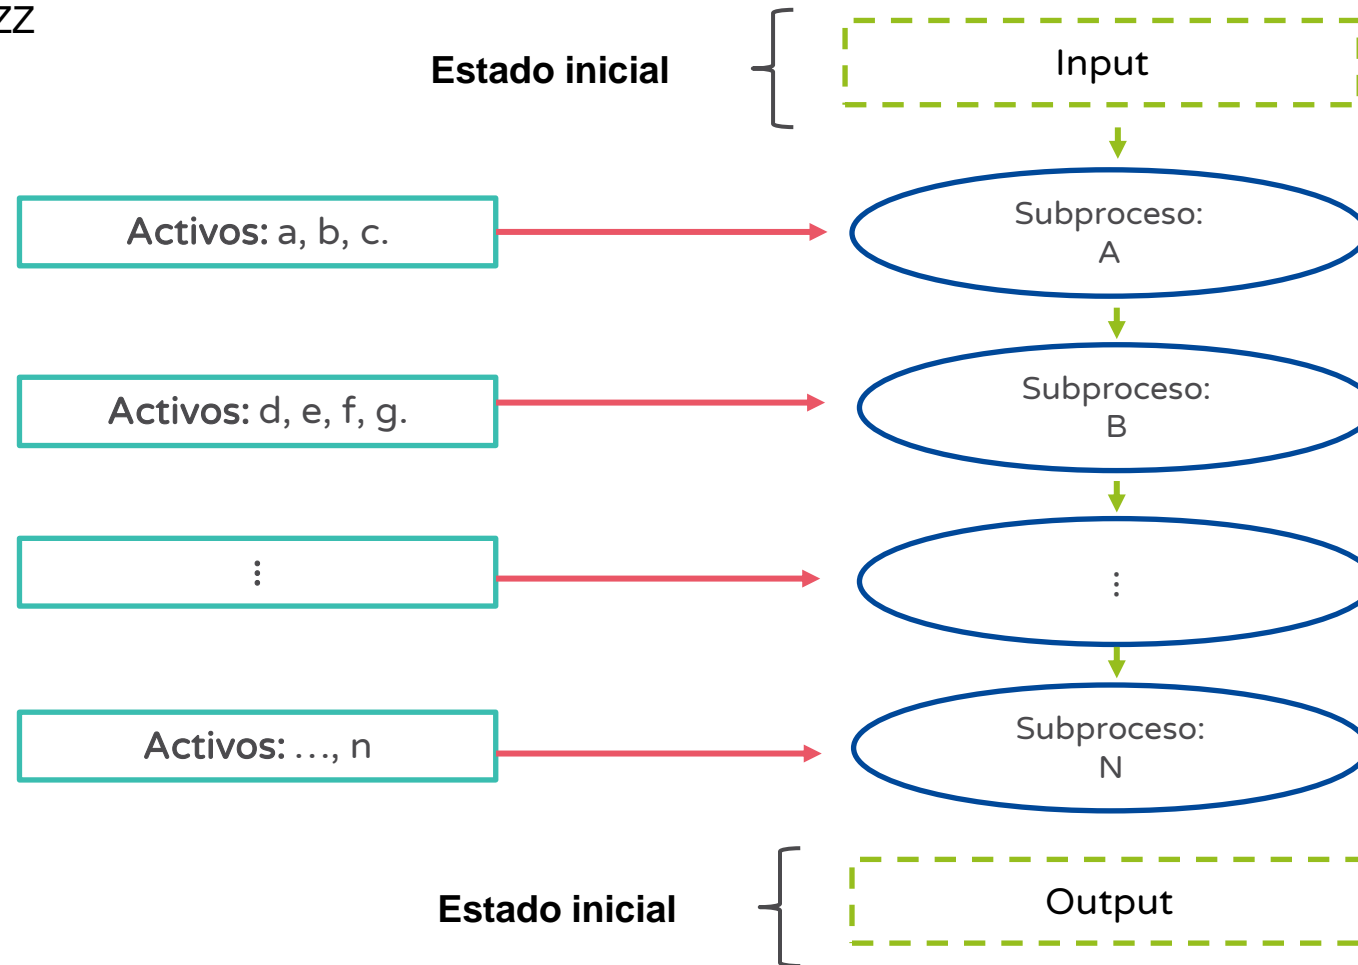 zz
Estado inicial
Input
Activos: a, b, c.
Subproceso:
A
Activos: d, e, f, g.
Subproceso:
B
⋮
⋮
Activos: ..., n
Subproceso:
N
Estado inicial
Output